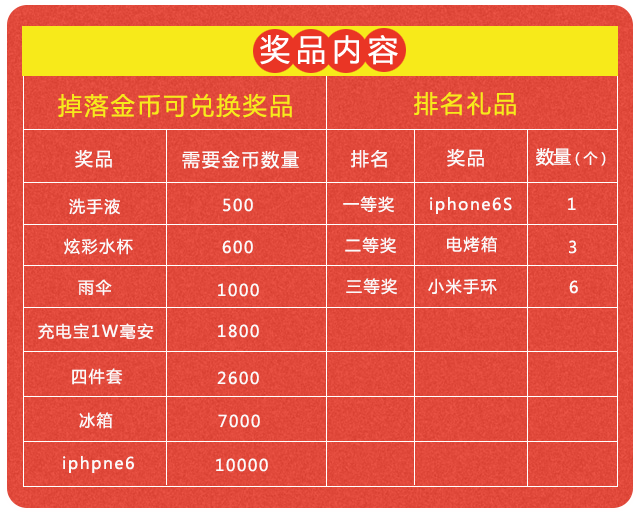 奖品内容
掉落金币可兑换奖品 排名礼品
奖品 需要金币数量 排名 奖品 数量(个)
洗手液 500 一等奖 iphone6S 1
炫彩水杯 600 二等奖 电烤箱 3
雨伞 1000 三等奖 小米手环 6
充电宝1W毫安 1800
四件套 2600
冰箱 7000
iphpne6 10000